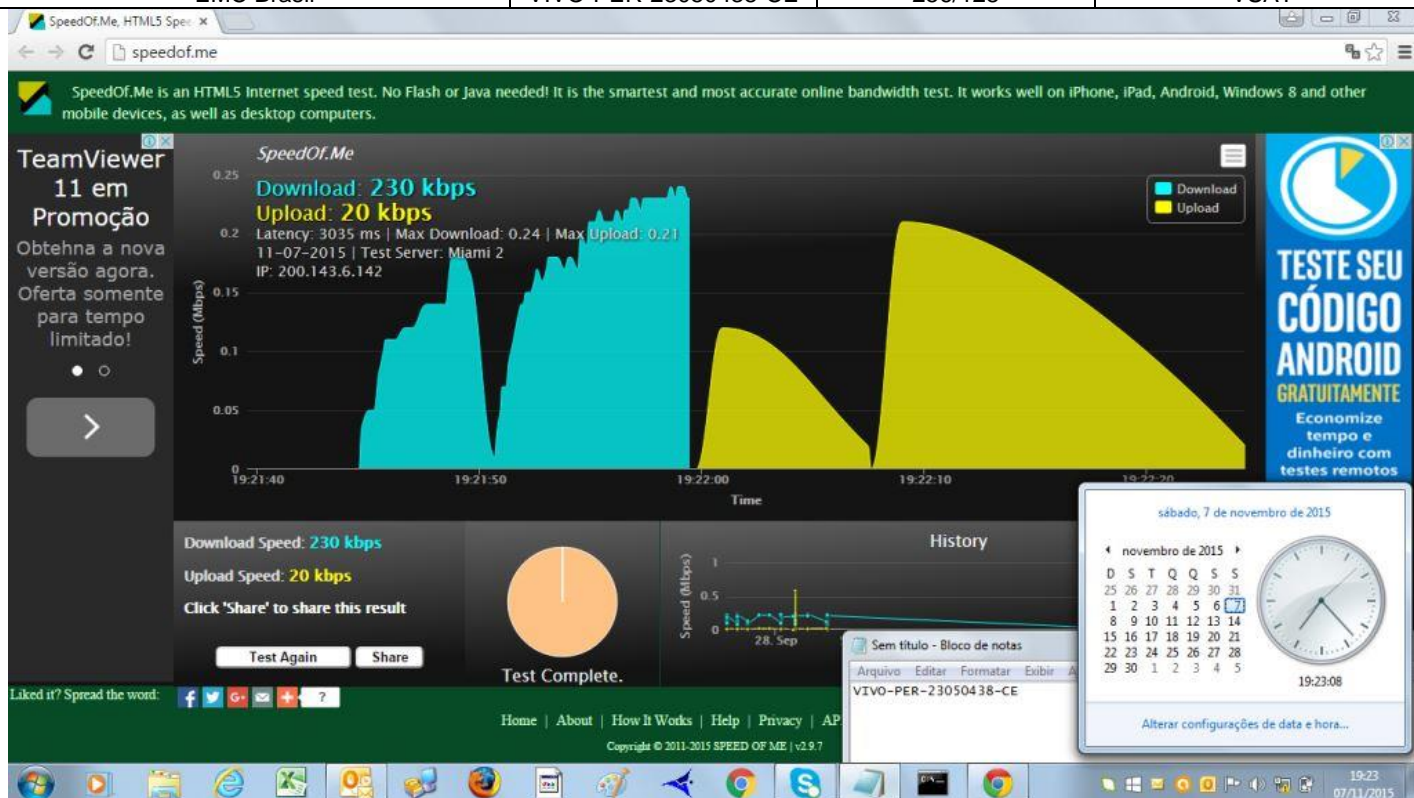 SpeedOf.Me, HTML5 Spee
speedof.me
SpeedOf.Me is an HTML5 Internet speed test. No Flash or Java needed! It is the smartest and most accurate online bandwidth test. It works well on iPhone, iPad, Android, Windows 8 and other
mobile devices, as well as desktop computers.
TeamViewer
11 em
Promoção
Obtehna a nova
versão agora.
Oferta somente
para tempo
limitado!
SpeedOf.Me
Download: 230 kbps
Upload: 20 kbps
Latency: 3035 ms | Max Download: 0.24 | Max Upload: 0.21
11-07-2015 | Test Server: Miami 2
IP: 200.143.6.142
Download
Upload
0.25
0.2
0.15
0.1
0.05
0
Speed (Mbps)
19:21:40 19:21:50 19:22:00 19:22:10 19:22:20
Time
TESTE SEU
CÓDIGO
ANDROID
GRATUITAMENTE
Economize
tempo e
dinheiro com
testes remotos
Download Speed: 230 kbps
Upload Speed: 20 kbps
Click 'Share' to share this result
Test Again Share
Test Complete.
History
Speed (Mbps)
1
0.5
0
28. Sep
Sem título - Bloco de notas
Arquivo Editar Formatar Exibir A
VIVO-PER-23050438-CE
sábado, 7 de novembro de 2015
novembro de 2015
D S T Q Q S S
25 26 27 28 29 30 31
1 2 3 4 5 6 7
8 9 10 11 12 13 14
15 16 17 18 19 20 21
22 23 24 25 26 27 28
29 30 1 2 3 4 5
19:23:08
Alterar configurações de data e hora...
Liked it? Spread the word:
?
Home | About | How It Works | Help | Privacy | AP
Copyright © 2011-2015 SPEED OF ME | v2.9.7
19:23
07/11/2015